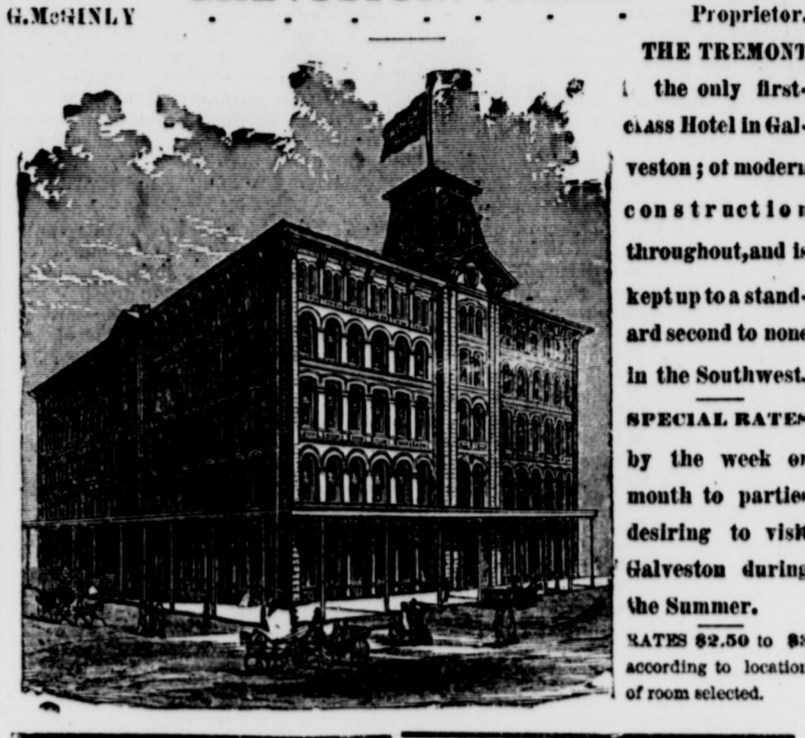 G. McGINLY . . . . . . . Proprietor.
THE TREMONT
the only first-
class Hotel in Gal-
veston; of modern
construction
throughout, and is
kept up to a stand-
ard second to none
in the Southwest.
SPECIAL RATES
by the week or
month to parties
desiring to visit
Galveston during
the Summer.
RATES $2.50 to
according to location
of room selected.